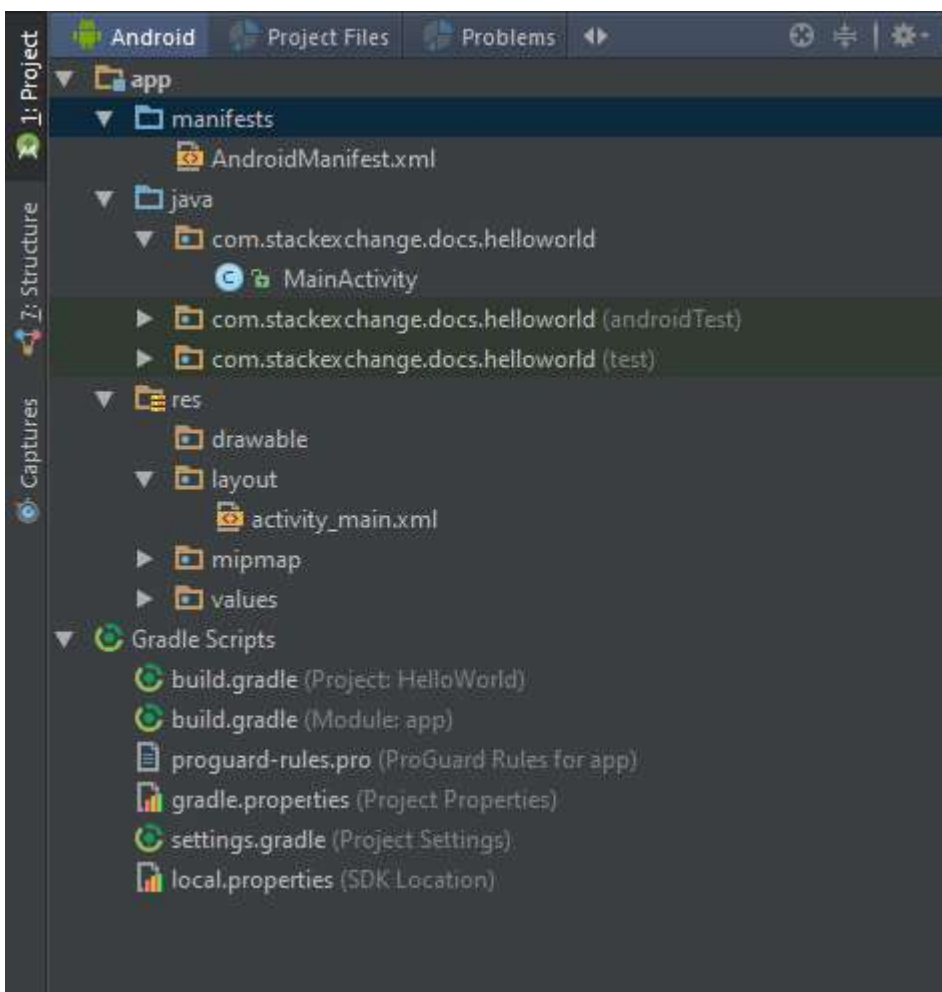 Android Project Files Problems
1: Project
7: Structure
Captures
app
manifests
AndroidManifest.xml
java
com.stackexchange.docs.helloworld
MainActivity
com.stackexchange.docs.helloworld (androidTest)
com.stackexchange.docs.helloworld (test)
res
drawable
layout
activity_main.xml
mipmap
values
Gradle Scripts
build.gradle (Project: HelloWorld)
build.gradle (Module: app)
proguard-rules.pro (ProGuard Rules for app)
gradle.properties (Project Properties)
settings.gradle (Project Settings)
local.properties (SDK Location)